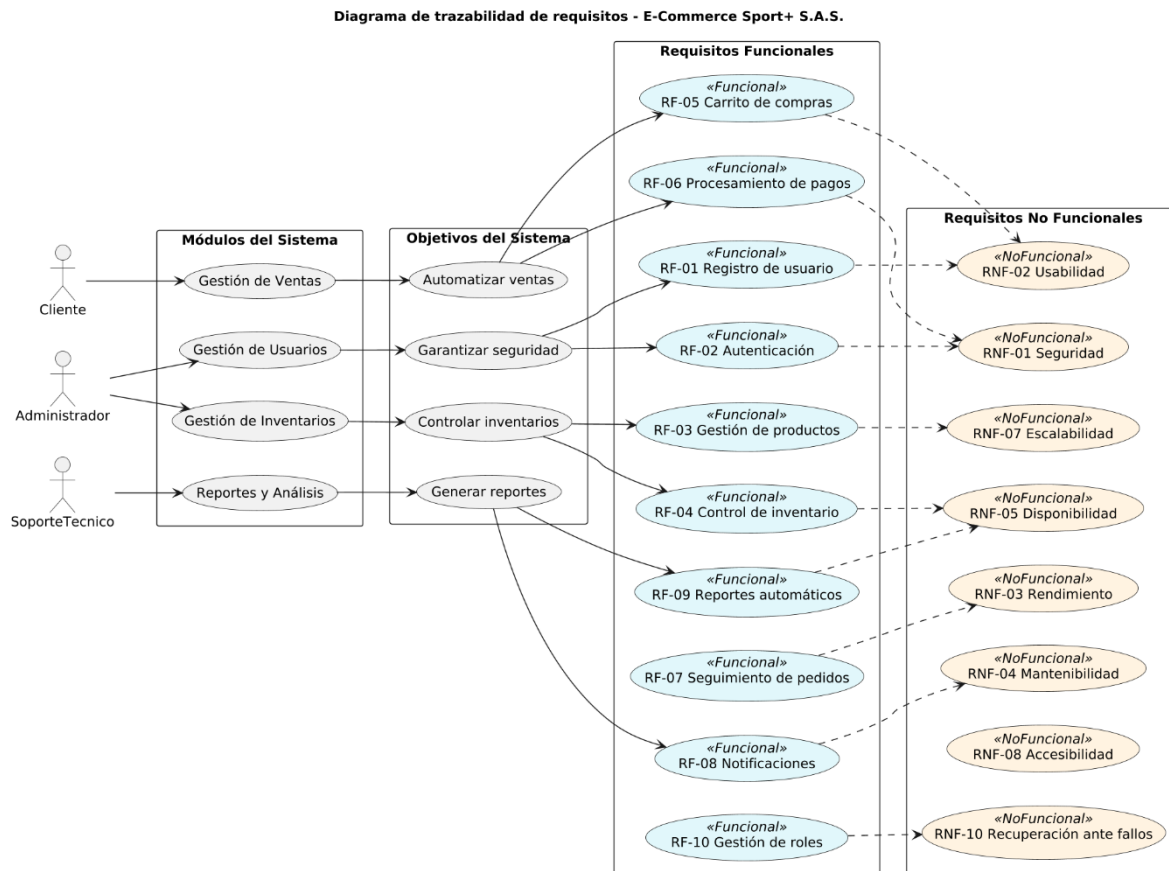 Diagrama de trazabilidad de requisitos - E-Commerce Sport+ S.A.S.
Cliente
Administrador
SoporteTecnico
Módulos del Sistema
Gestión de Ventas
Gestión de Usuarios
Gestión de Inventarios
Reportes y Análisis
Objetivos del Sistema
Automatizar ventas
Garantizar seguridad
Controlar inventarios
Generar reportes
Requisitos Funcionales
«Funcional»
RF-05 Carrito de compras
«Funcional»
RF-06 Procesamiento de pagos
«Funcional»
RF-01 Registro de usuario
«Funcional»
RF-02 Autenticación
«Funcional»
RF-03 Gestión de productos
«Funcional»
RF-04 Control de inventario
«Funcional»
RF-09 Reportes automáticos
«Funcional»
RF-07 Seguimiento de pedidos
«Funcional»
RF-08 Notificaciones
«Funcional»
RF-10 Gestión de roles
Requisitos No Funcionales
«NoFuncional»
RNF-02 Usabilidad
«NoFuncional»
RNF-01 Seguridad
«NoFuncional»
RNF-07 Escalabilidad
«NoFuncional»
RNF-05 Disponibilidad
«NoFuncional»
RNF-03 Rendimiento
«NoFuncional»
RNF-04 Mantenibilidad
«NoFuncional»
RNF-08 Accesibilidad
«NoFuncional»
RNF-10 Recuperación ante fallos